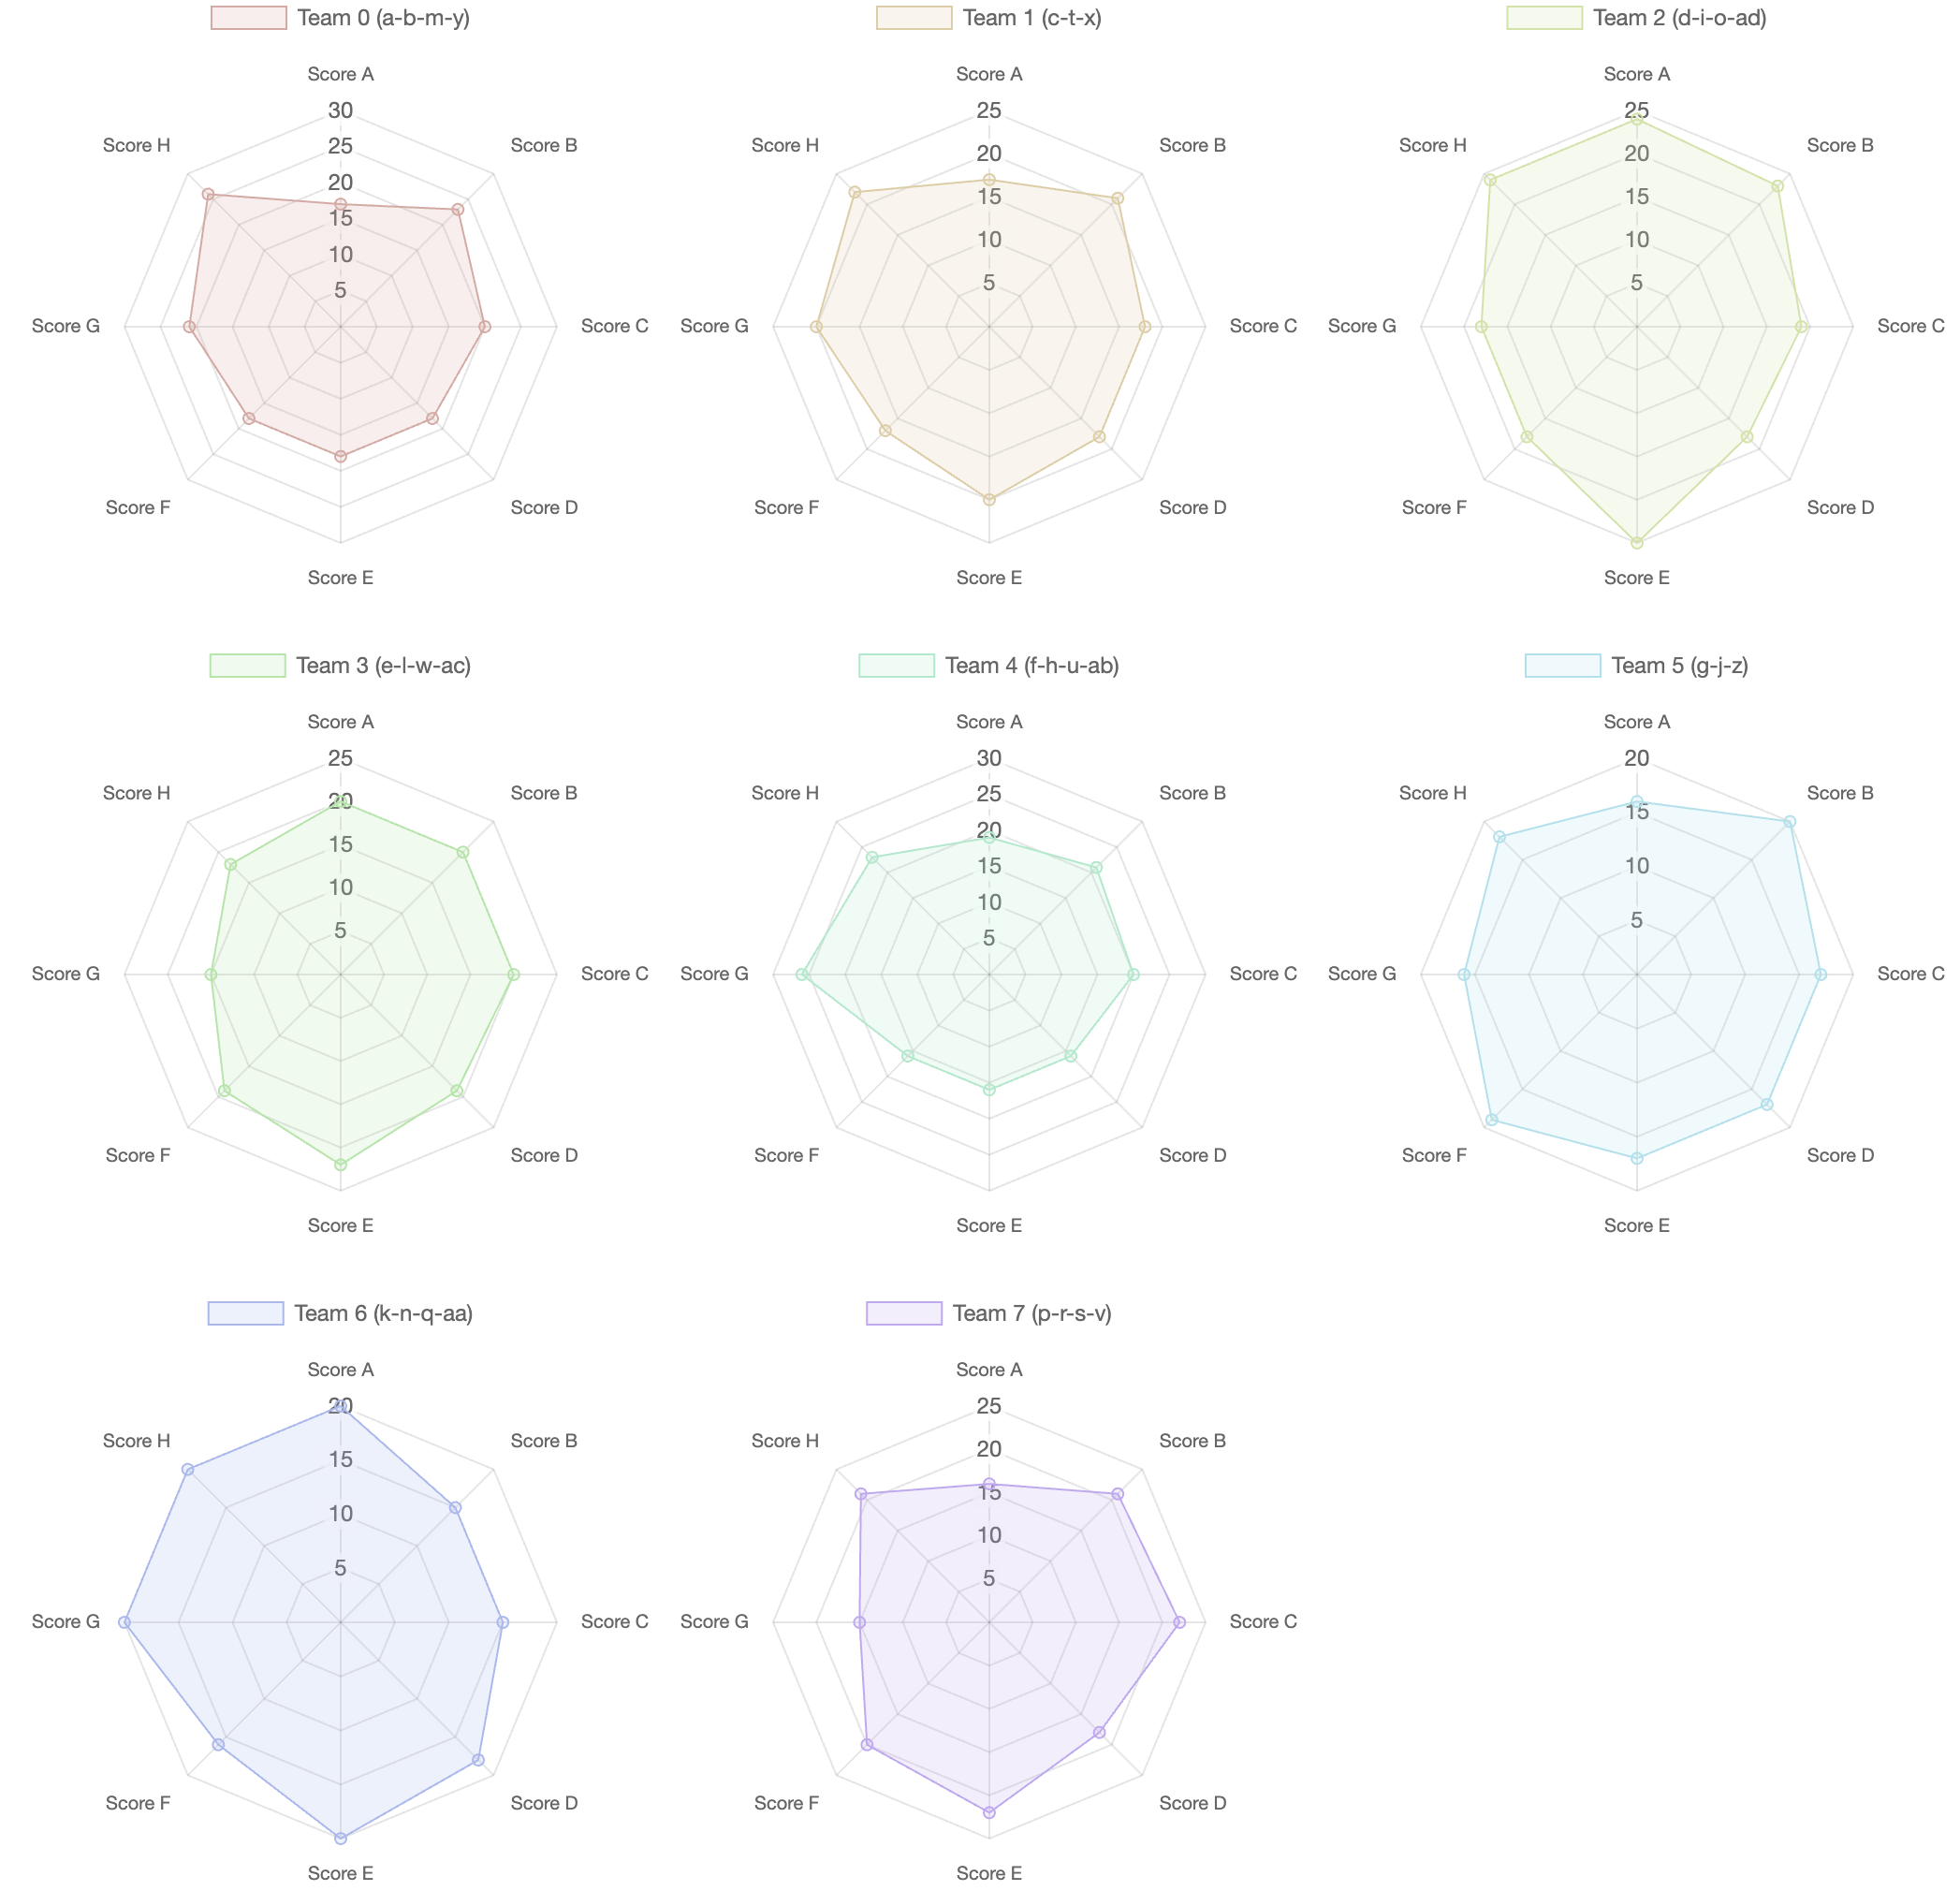 Team 0 (a-b-m-y)
Score A
30
25
20
15
10
5
Score B
Score C
Score D
Score E
Score F
Score G
Score H
Team 1 (c-t-x)
Score A
25
20
15
10
5
Score B
Score C
Score D
Score E
Score F
Score G
Score H
Team 2 (d-i-o-ad)
Score A
25
20
15
10
5
Score B
Score C
Score D
Score E
Score F
Score G
Score H
Team 3 (e-l-w-ac)
Score A
25
20
15
10
5
Score B
Score C
Score D
Score E
Score F
Score G
Score H
Team 4 (f-h-u-ab)
Score A
30
25
20
15
10
5
Score B
Score C
Score D
Score E
Score F
Score G
Score H
Team 5 (g-j-z)
Score A
20
15
10
5
Score B
Score C
Score D
Score E
Score F
Score G
Score H
Team 6 (k-n-q-aa)
Score A
20
15
10
5
Score B
Score C
Score D
Score E
Score F
Score G
Score H
Team 7 (p-r-s-v)
Score A
25
20
15
10
5
Score B
Score C
Score D
Score E
Score F
Score G
Score H